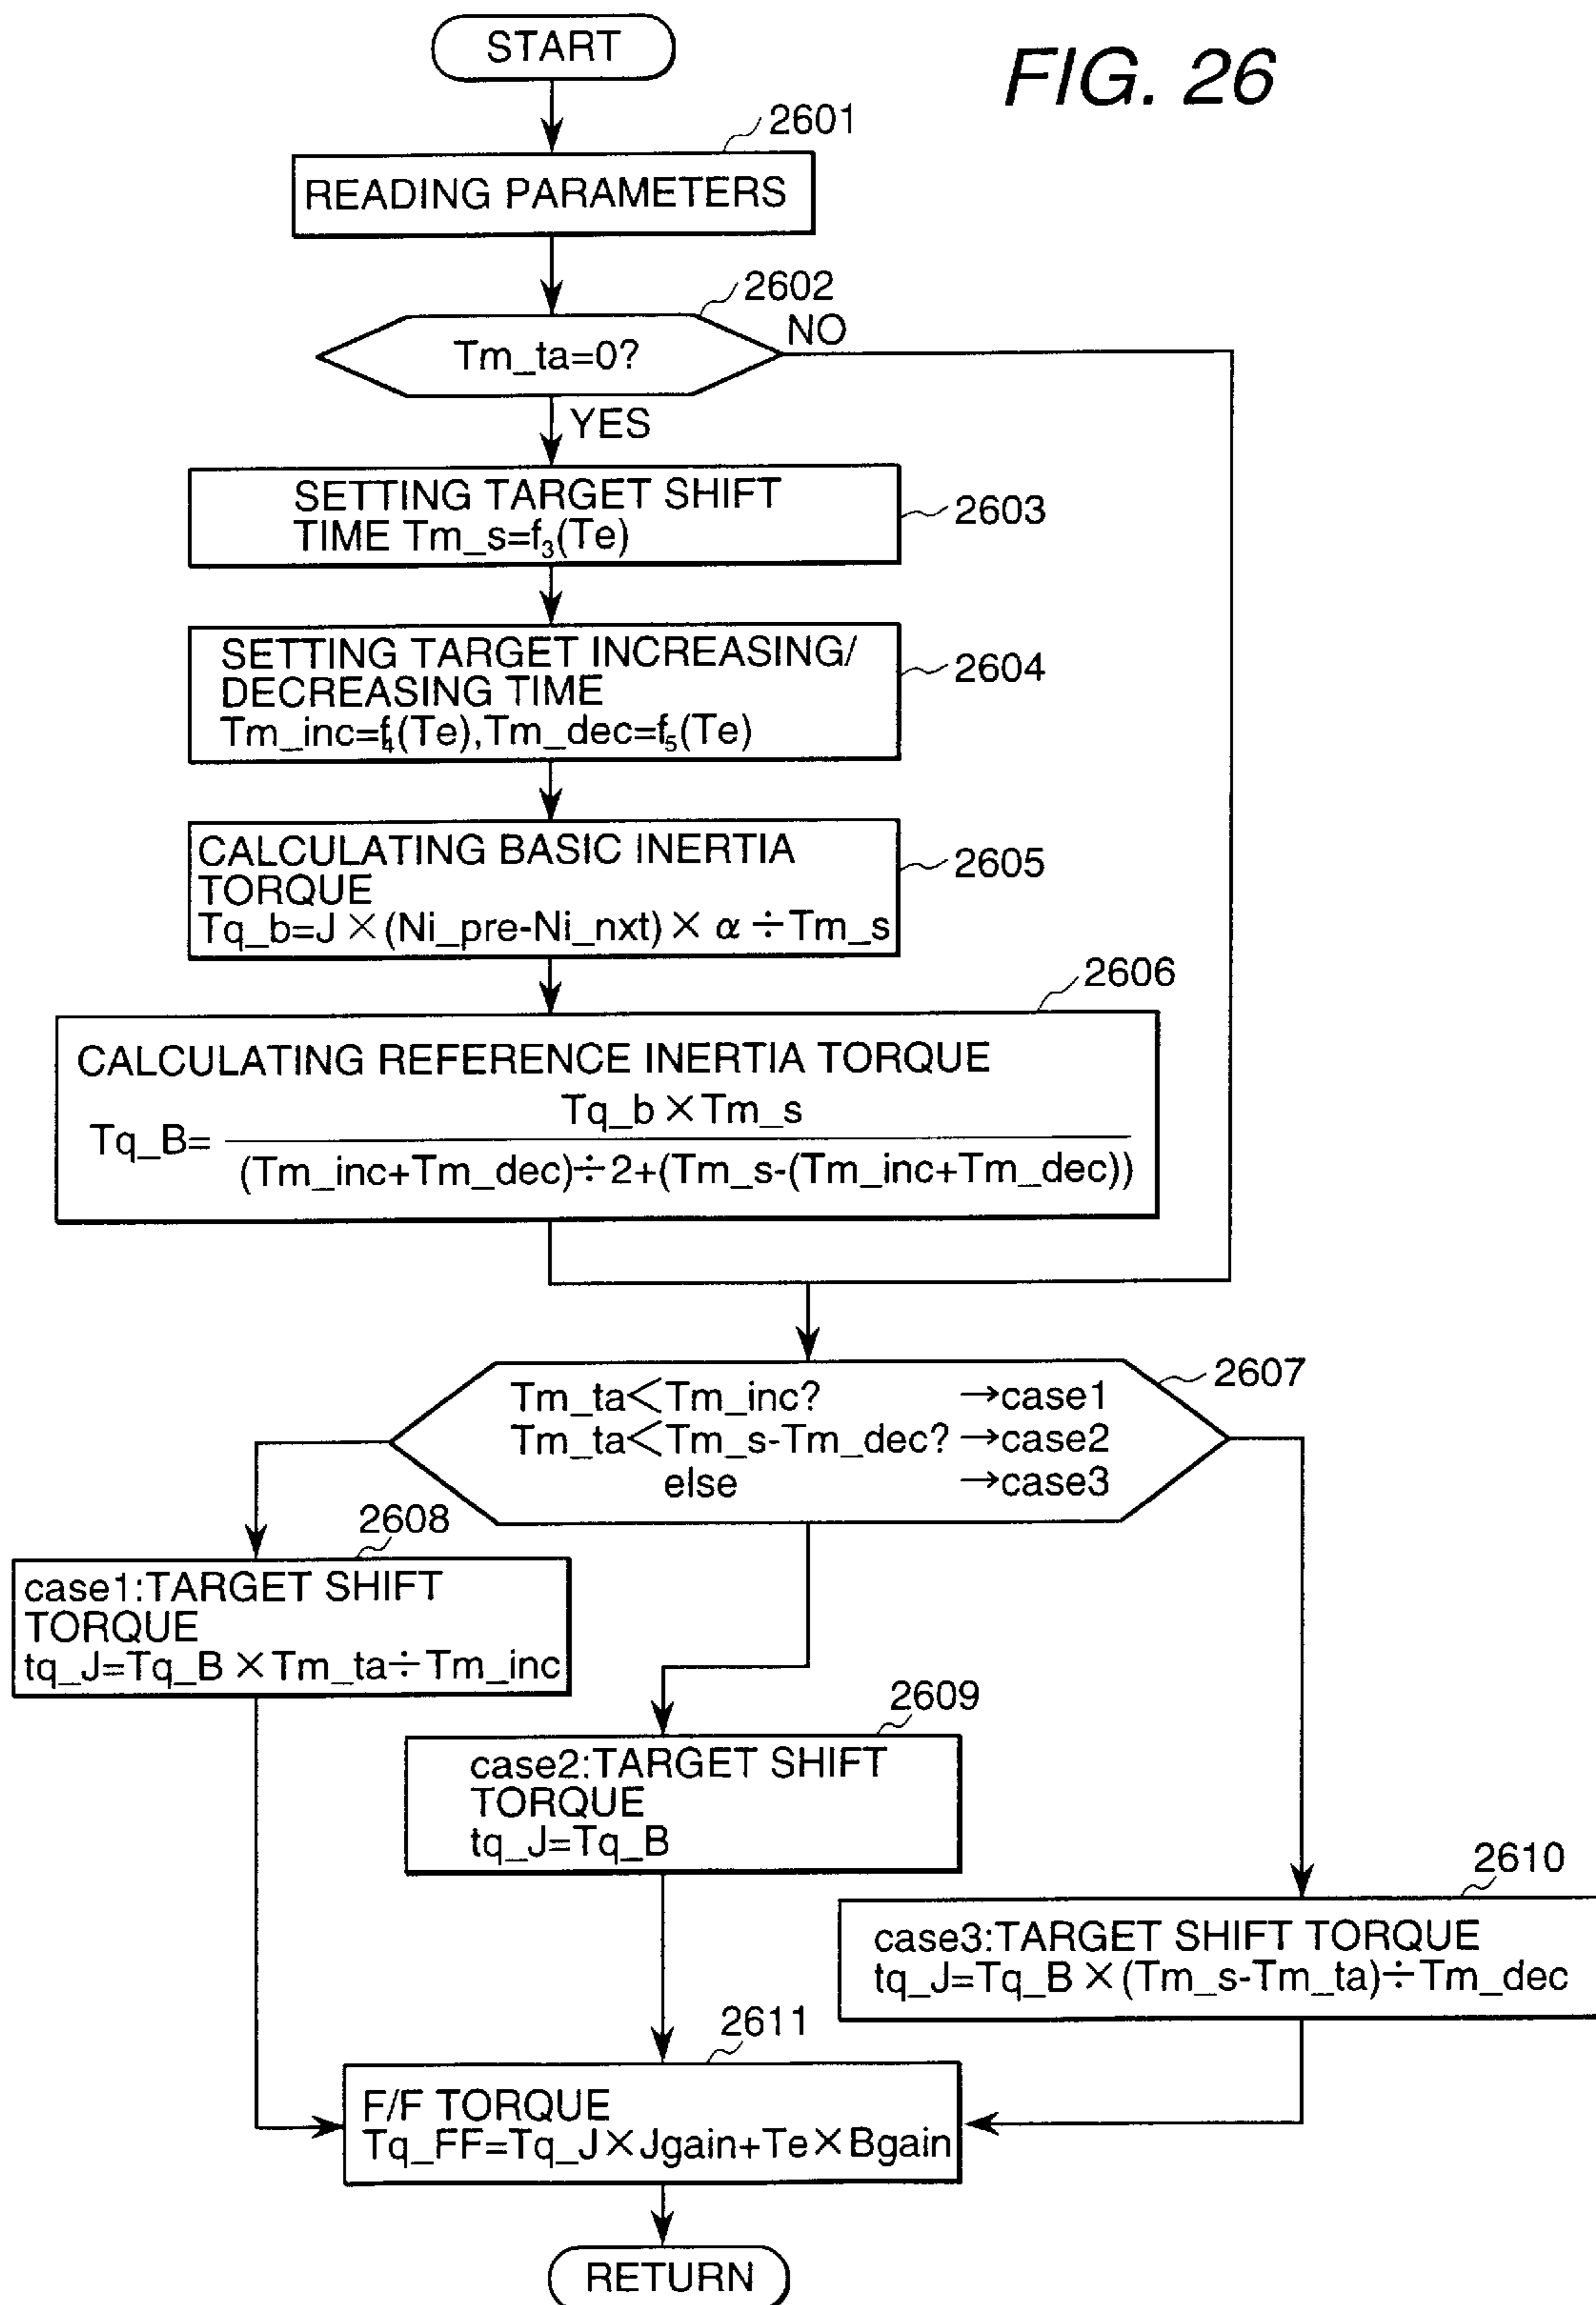 START
FIG. 26
2601
READING PARAMETERS
2602
Tm_ta=0?
NO
YES
SETTING TARGET SHIFT
TIME Tm_s=f₃(Te)
2603
SETTING TARGET INCREASING/
DECREASING TIME
Tm_inc=f₄(Te),Tm_dec=f₅(Te)
2604
CALCULATING BASIC INERTIA
TORQUE
Tq_b=J×(Ni_pre-Ni_nxt)×α÷Tm_s
2605
2606
CALCULATING REFERENCE INERTIA TORQUE
Tq_b×Tm_s
Tq_B=
(Tm_inc+Tm_dec)÷2+(Tm_s-(Tm_inc+Tm_dec))
2607
Tm_ta<Tm_inc? →case1
Tm_ta<Tm_s-Tm_dec? →case2
else →case3
2608
case1:TARGET SHIFT
TORQUE
tq_J=Tq_B×Tm_ta÷Tm_inc
2609
case2:TARGET SHIFT
TORQUE
tq_J=Tq_B
2610
case3:TARGET SHIFT TORQUE
tq_J=Tq_B×(Tm_s-Tm_ta)÷Tm_dec
2611
F/F TORQUE
Tq_FF=Tq_J×Jgain+Te×Bgain
RETURN